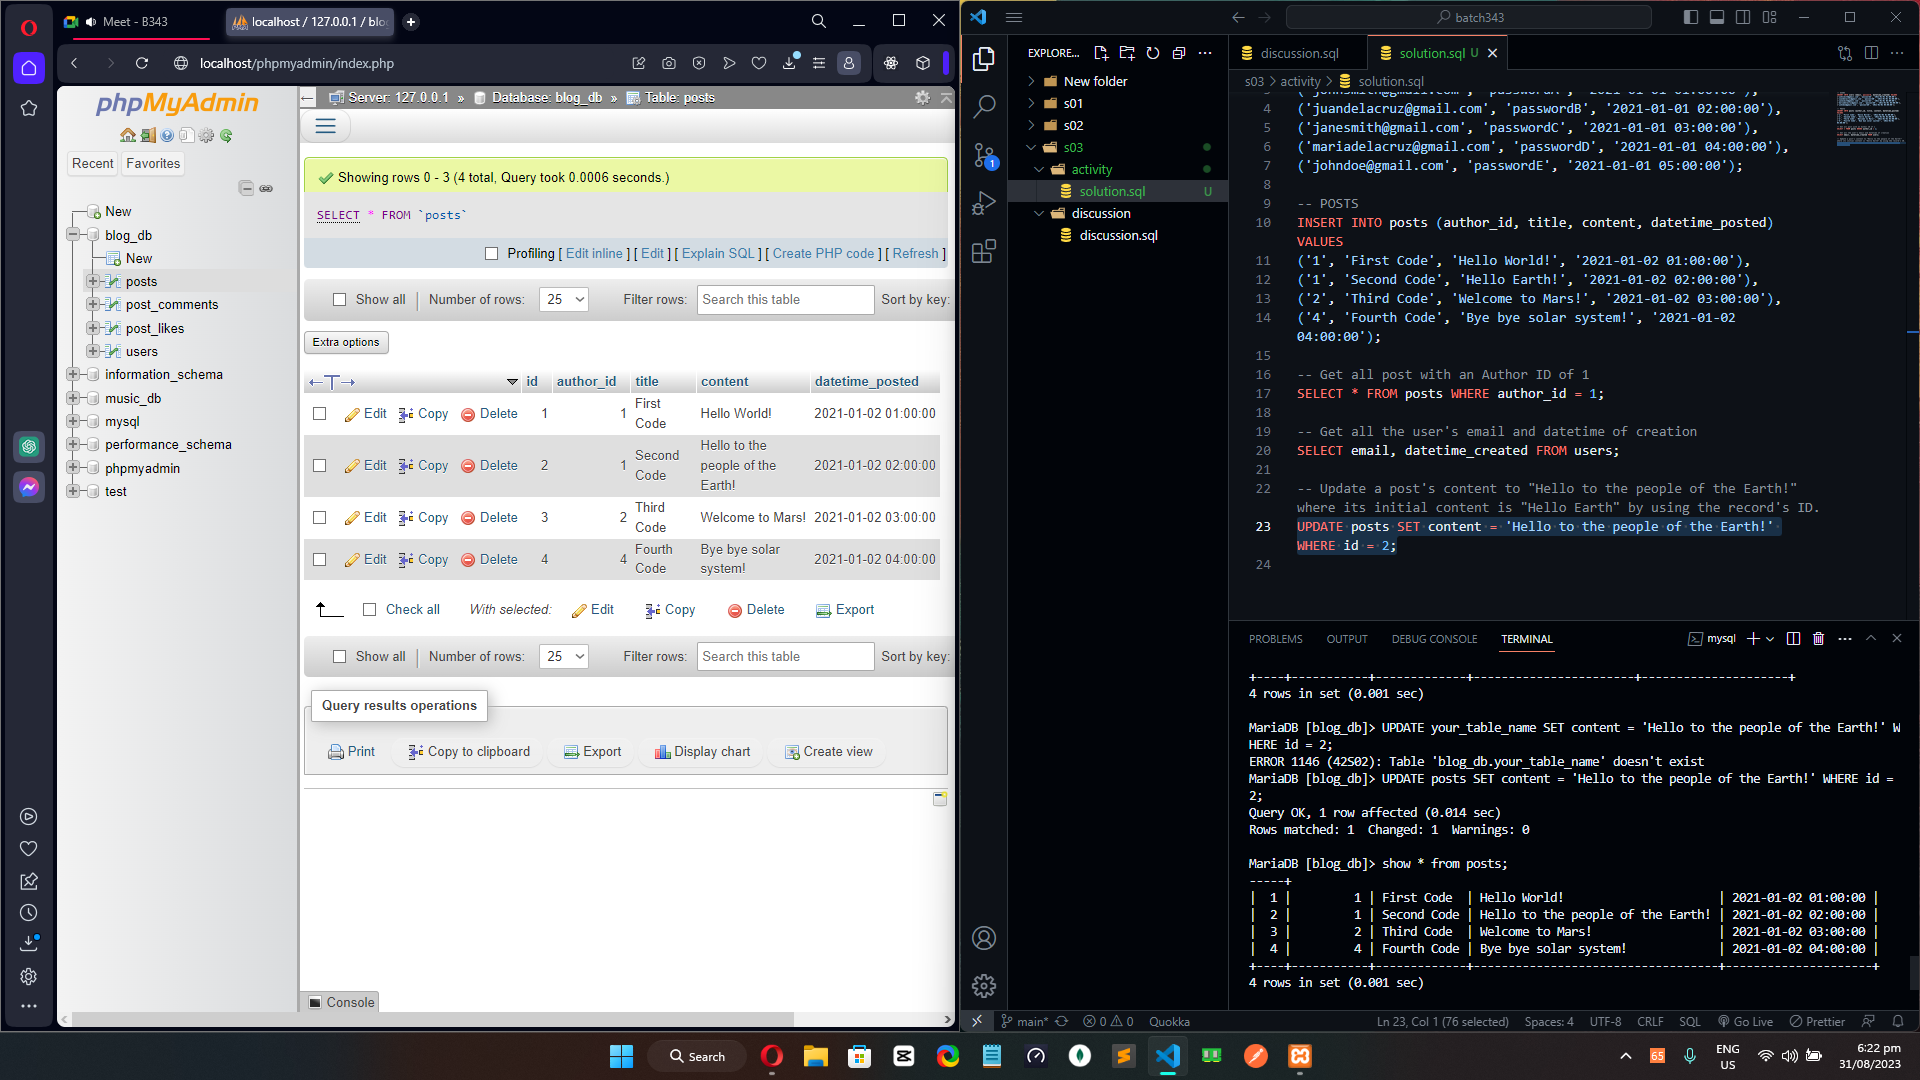 Meet - B343
localhost / 127.0.0.1 / blo
localhost/phpmyadmin/index.php
phpMyAdmin
Recent
Favorites
New
blog_db
New
posts
post_comments
post_likes
users
information_schema
music_db
mysql
performance_schema
phpmyadmin
test
Server: 127.0.0.1 » Database: blog_db » Table: posts
Showing rows 0 - 3 (4 total, Query took 0.0006 seconds.)
SELECT * FROM `posts`
Profiling [ Edit inline ] [ Edit ] [ Explain SQL ] [ Create PHP code ] [ Refresh ]
Show all | Number of rows: 25 Filter rows: Search this table Sort by key:
Extra options
id author_id title content datetime_posted
Edit Copy Delete 1 1 First Code Hello World! 2021-01-02 01:00:00
Edit Copy Delete 2 1 Second Code Hello to the people of the Earth! 2021-01-02 02:00:00
Edit Copy Delete 3 2 Third Code Welcome to Mars! 2021-01-02 03:00:00
Edit Copy Delete 4 4 Fourth Code Bye bye solar system! 2021-01-02 04:00:00
Check all With selected: Edit Copy Delete Export
Show all | Number of rows: 25 Filter rows: Search this table Sort by key:
Query results operations
Print Copy to clipboard Export Display chart Create view
Console
batch343
EXPLORE...
New folder
s01
s02
s03
activity
solution.sql U
discussion
discussion.sql
1
discussion.sql
solution.sql U
s03 > activity > solution.sql
4 ('juandelacruz@gmail.com', 'passwordB', '2021-01-01 02:00:00'),
5 ('janesmith@gmail.com', 'passwordC', '2021-01-01 03:00:00'),
6 ('mariadelacruz@gmail.com', 'passwordD', '2021-01-01 04:00:00'),
7 ('johndoe@gmail.com', 'passwordE', '2021-01-01 05:00:00');
8
9 -- POSTS
10 INSERT INTO posts (author_id, title, content, datetime_posted)
VALUES
11 ('1', 'First Code', 'Hello World!', '2021-01-02 01:00:00'),
12 ('1', 'Second Code', 'Hello Earth!', '2021-01-02 02:00:00'),
13 ('2', 'Third Code', 'Welcome to Mars!', '2021-01-02 03:00:00'),
14 ('4', 'Fourth Code', 'Bye bye solar system!', '2021-01-02
04:00:00');
15
16 -- Get all post with an Author ID of 1
17 SELECT * FROM posts WHERE author_id = 1;
18
19 -- Get all the user's email and datetime of creation
20 SELECT email, datetime_created FROM users;
21
22 -- Update a post's content to "Hello to the people of the Earth!"
where its initial content is "Hello Earth" by using the record's ID.
23 UPDATE posts SET content = 'Hello to the people of the Earth!'
WHERE id = 2;
24
PROBLEMS OUTPUT DEBUG CONSOLE TERMINAL mysql
+----+-----------+-------------+-----------------------+---------------------+
4 rows in set (0.001 sec)
MariaDB [blog_db]> UPDATE your_table_name SET content = 'Hello to the people of the Earth!' W
HERE id = 2;
ERROR 1146 (42S02): Table 'blog_db.your_table_name' doesn't exist
MariaDB [blog_db]> UPDATE posts SET content = 'Hello to the people of the Earth!' WHERE id =
2;
Query OK, 1 row affected (0.014 sec)
Rows matched: 1 Changed: 1 Warnings: 0
MariaDB [blog_db]> show * from posts;
-----+
| 1 | 1 | First Code | Hello World! | 2021-01-02 01:00:00 |
| 2 | 1 | Second Code | Hello to the people of the Earth! | 2021-01-02 02:00:00 |
| 3 | 2 | Third Code | Welcome to Mars! | 2021-01-02 03:00:00 |
| 4 | 4 | Fourth Code | Bye bye solar system! | 2021-01-02 04:00:00 |
+----+-----------+-------------+-----------------------------------+---------------------+
4 rows in set (0.001 sec)
main* 0 0 Quokka Ln 23, Col 1 (76 selected) Spaces: 4 UTF-8 CRLF SQL Go Live Prettier
Search
65
ENG
US
6:22 pm
31/08/2023